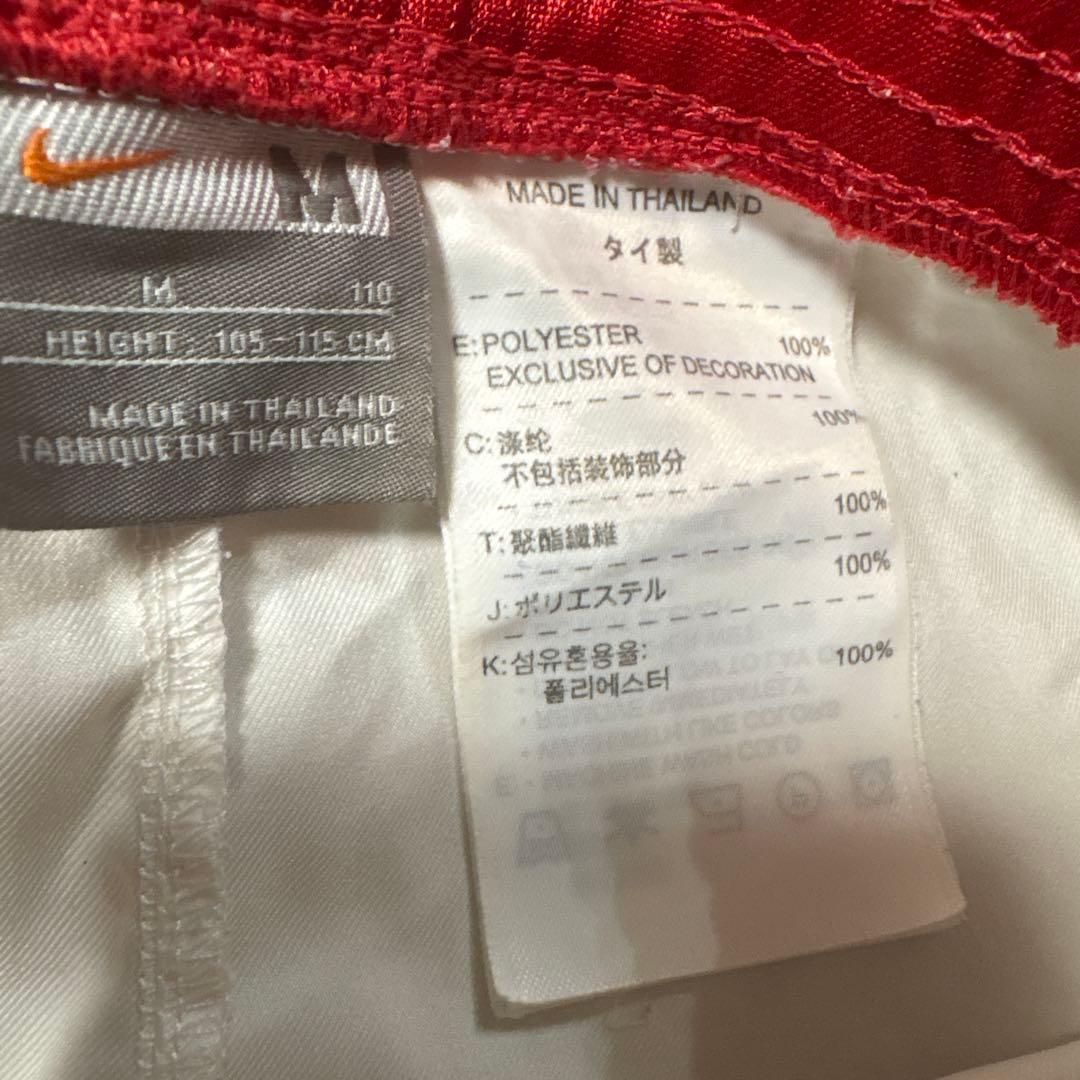 M
M 110
HEIGHT: 105-115 CM
MADE IN THAILAND
FABRIQUE EN THAILANDE
MADE IN THAILAND
タイ製
E: POLYESTER 100%
EXCLUSIVE OF DECORATION
C: 涤纶 100%
不包括装饰部分
T: 聚酯纖維 100%
J: ポリエステル 100%
K: 섬유혼용율:
폴리에스터 100%